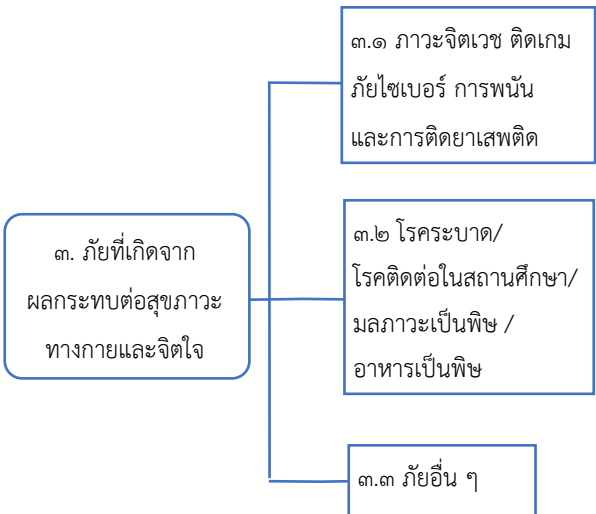 ๓.๑ ภาวะจิตเวช ติดเกม
ภัยไซเบอร์ การพนัน
และการติดยาเสพติด
๓. ภัยที่เกิดจาก
ผลกระทบต่อสุขภาวะ
ทางกายและจิตใจ
๓.๒ โรคระบาด/
โรคติดต่อในสถานศึกษา/
มลภาวะเป็นพิษ /
อาหารเป็นพิษ
๓.๓ ภัยอื่น ๆ